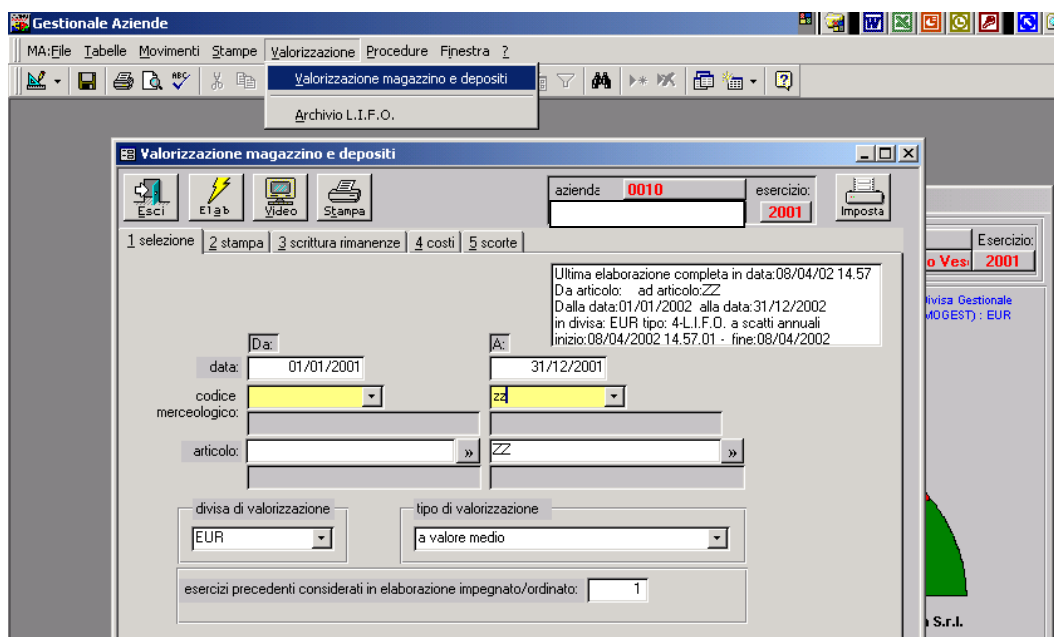 Gestionale Aziende
MA:File Tabelle Movimenti Stampe Valorizzazione Procedure Finestra ?
Valorizzazione magazzino e depositi
Archivio L.I.F.O.
Valorizzazione magazzino e depositi
Esci Elab Video Stampa
azienda 0010 esercizio: 2001 Imposta
1 selezione 2 stampa 3 scrittura rimanenze 4 costi 5 scorte
Ultima elaborazione completa in data:08/04/02 14.57
Da articolo: ad articolo:ZZ
Dalla data:01/01/2002 alla data:31/12/2002
in divisa: EUR tipo: 4-L.I.F.O. a scatti annuali
inizio:08/04/2002 14.57.01 - fine:08/04/2002
Da: A:
data: 01/01/2001 31/12/2001
codice merceologico: zz
articolo: » ZZ »
divisa di valorizzazione tipo di valorizzazione
EUR a valore medio
esercizi precedenti considerati in elaborazione impegnato/ordinato: 1
Esercizio:
2001
Divisa Gestionale
EUR
S.r.l.